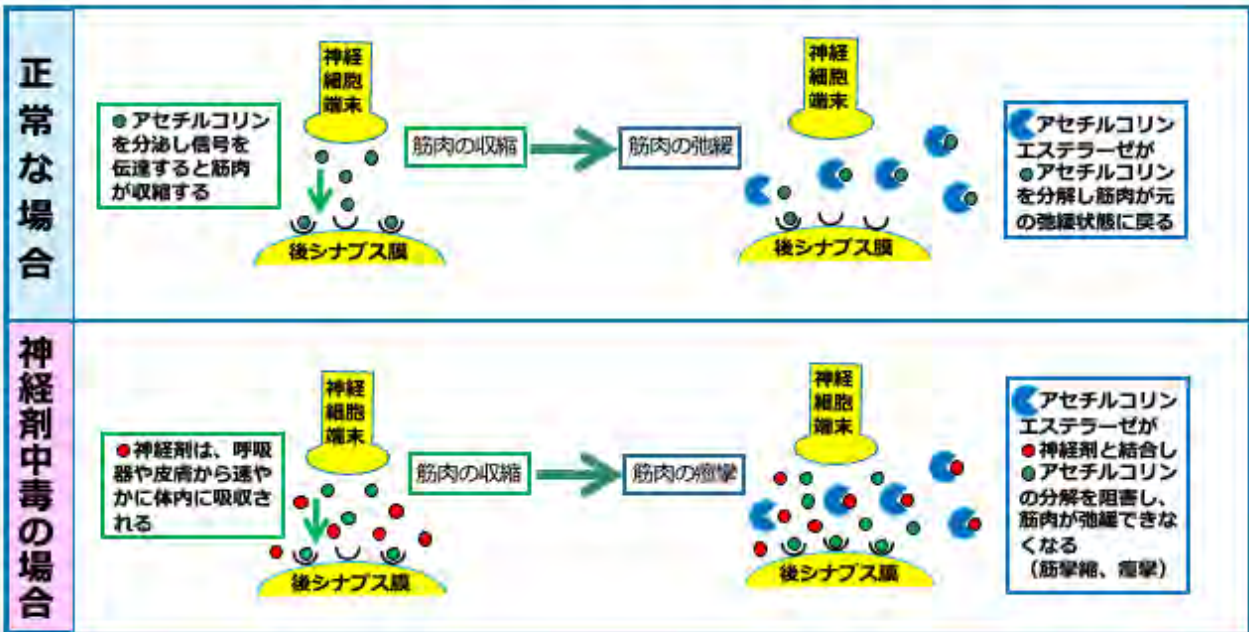 正常な場合
●アセチルコリン
を分泌し信号を
伝達すると筋肉
が収縮する
神経
細胞
端末
後シナプス膜
筋肉の収縮
筋肉の弛緩
神経
細胞
端末
後シナプス膜
アセチルコリン
エステラーゼが
●アセチルコリン
を分解し筋肉が元
の弛緩状態に戻る
神経剤中毒の場合
●神経剤は、呼吸
器や皮膚から速や
かに体内に吸収さ
れる
神経
細胞
端末
後シナプス膜
筋肉の収縮
筋肉の痙攣
神経
細胞
端末
後シナプス膜
アセチルコリン
エステラーゼが
●神経剤と結合し
●アセチルコリン
の分解を阻害し、
筋肉が弛緩できな
くなる
（筋攣縮、痙攣）